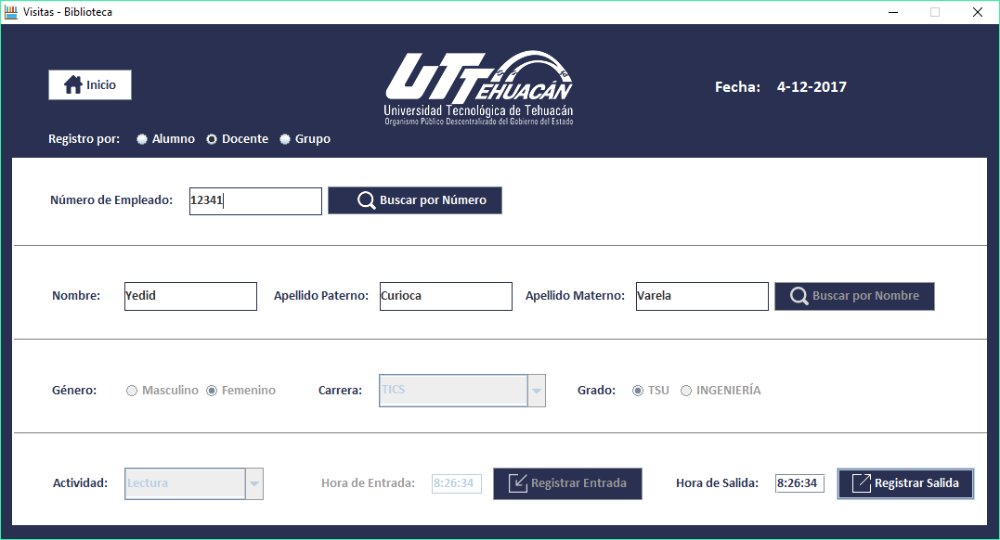 Visitas - Biblioteca
Inicio
UTTEHUACÁN
Universidad Tecnológica de Tehuacán
Organismo Público Descentralizado del Gobierno del Estado
Fecha: 4-12-2017
Registro por: Alumno Docente Grupo
Número de Empleado: 12341 Buscar por Número
Nombre: Yedid Apellido Paterno: Curioca Apellido Materno: Varela Buscar por Nombre
Género: Masculino Femenino Carrera: TICS Grado: TSU INGENIERÍA
Actividad: Lectura Hora de Entrada: 8:26:34 Registrar Entrada Hora de Salida: 8:26:34 Registrar Salida